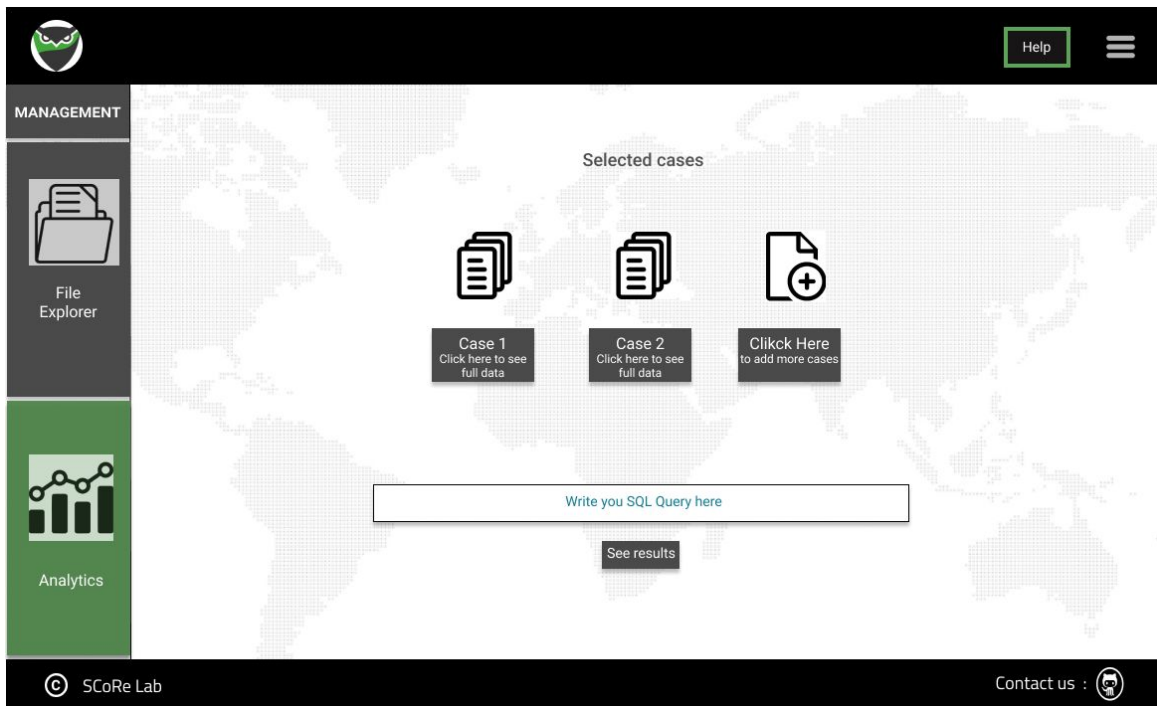 Help
MANAGEMENT
Selected cases
File
Explorer
Case 1
Click here to see
full data
Case 2
Click here to see
full data
Clikck Here
to add more cases
Write you SQL Query here
See results
Analytics
© SCoRe Lab
Contact us :